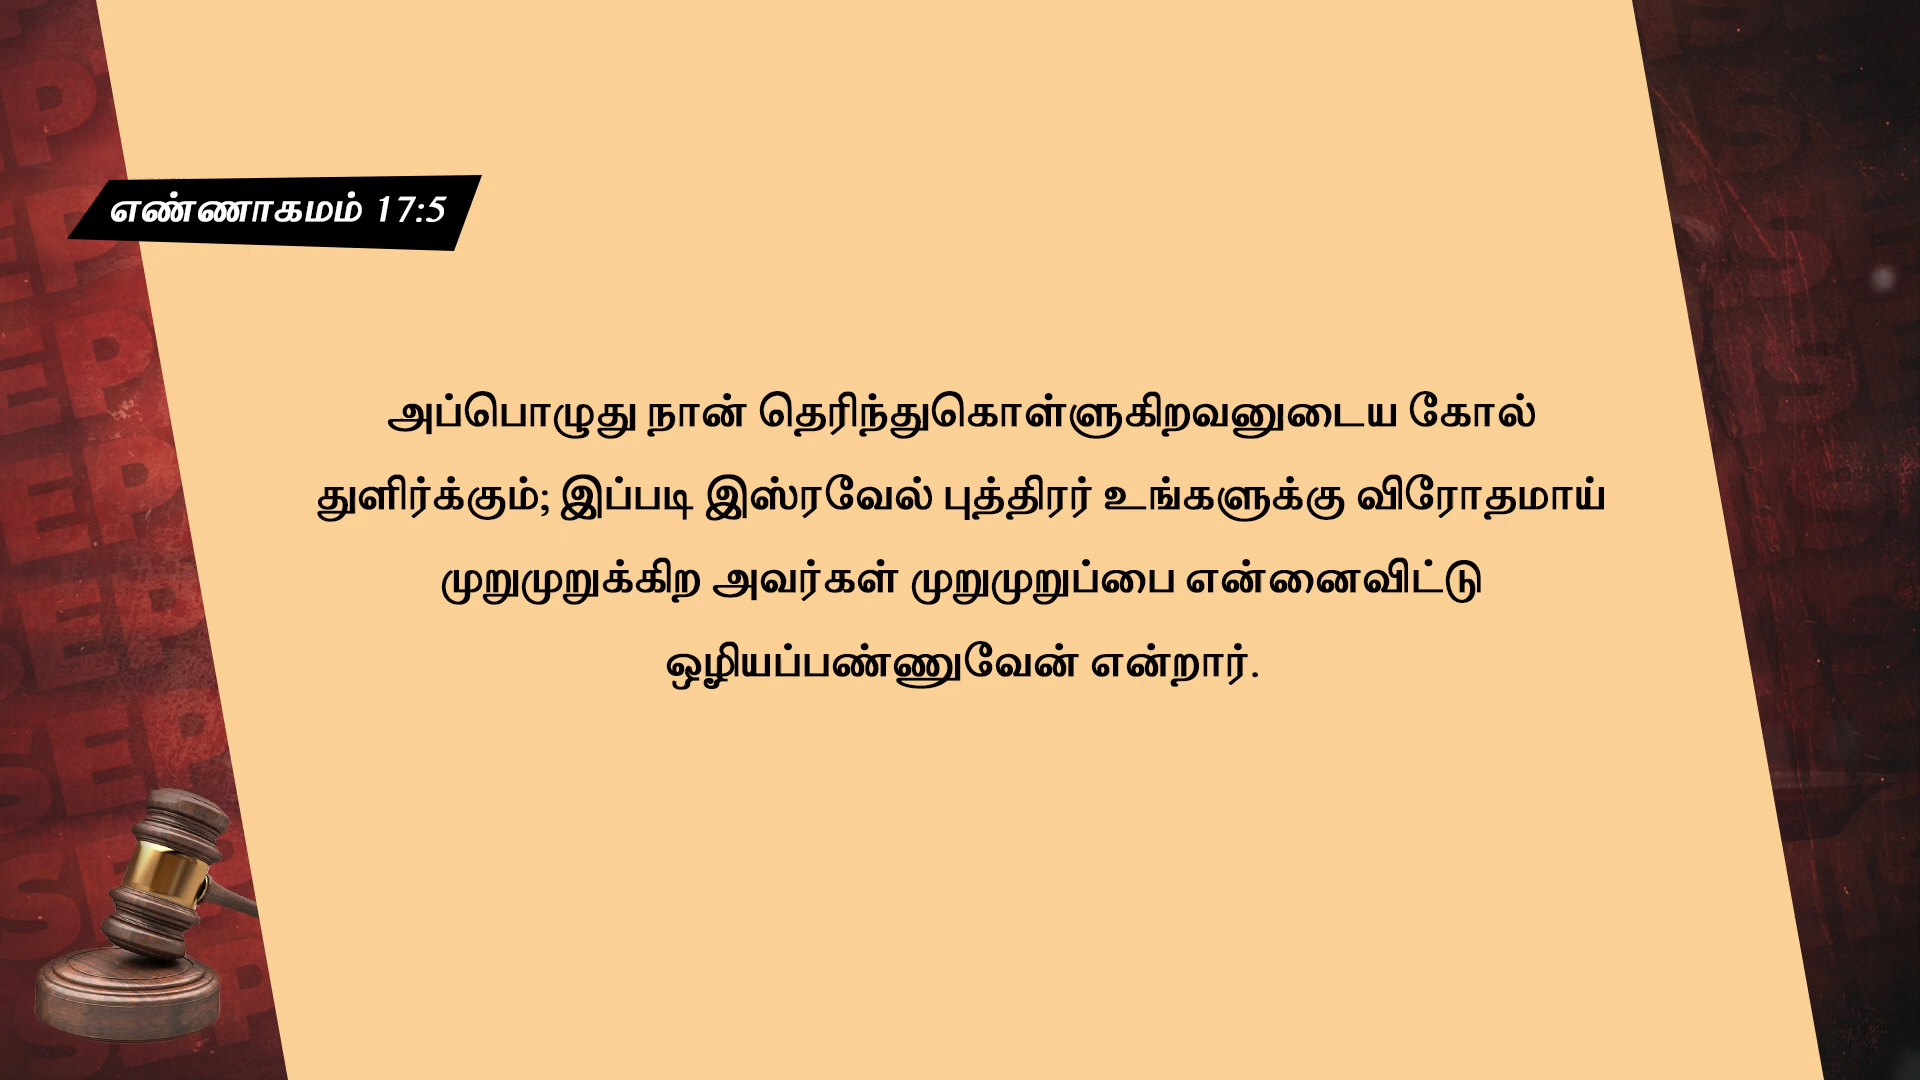 எண்ணாகமம் 17:5
அப்பொழுது நான் தெரிந்துகொள்ளுகிறவனுடைய கோல்
துளிர்க்கும்; இப்படி இஸ்ரவேல் புத்திரர் உங்களுக்கு விரோதமாய்
முறுமுறுக்கிற அவர்கள் முறுமுறுப்பை என்னைவிட்டு
ஒழியப்பண்ணுவேன் என்றார்.